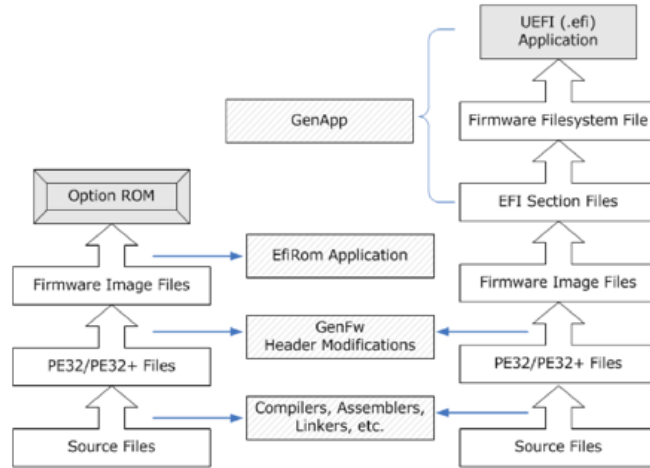 UEFI (.efi)
Application
GenApp
Firmware Filesystem File
Option ROM
EFI Section Files
EfiRom Application
Firmware Image Files
Firmware Image Files
GenFw
Header Modifications
PE32/PE32+ Files
PE32/PE32+ Files
Compilers, Assemblers,
Linkers, etc.
Source Files
Source Files